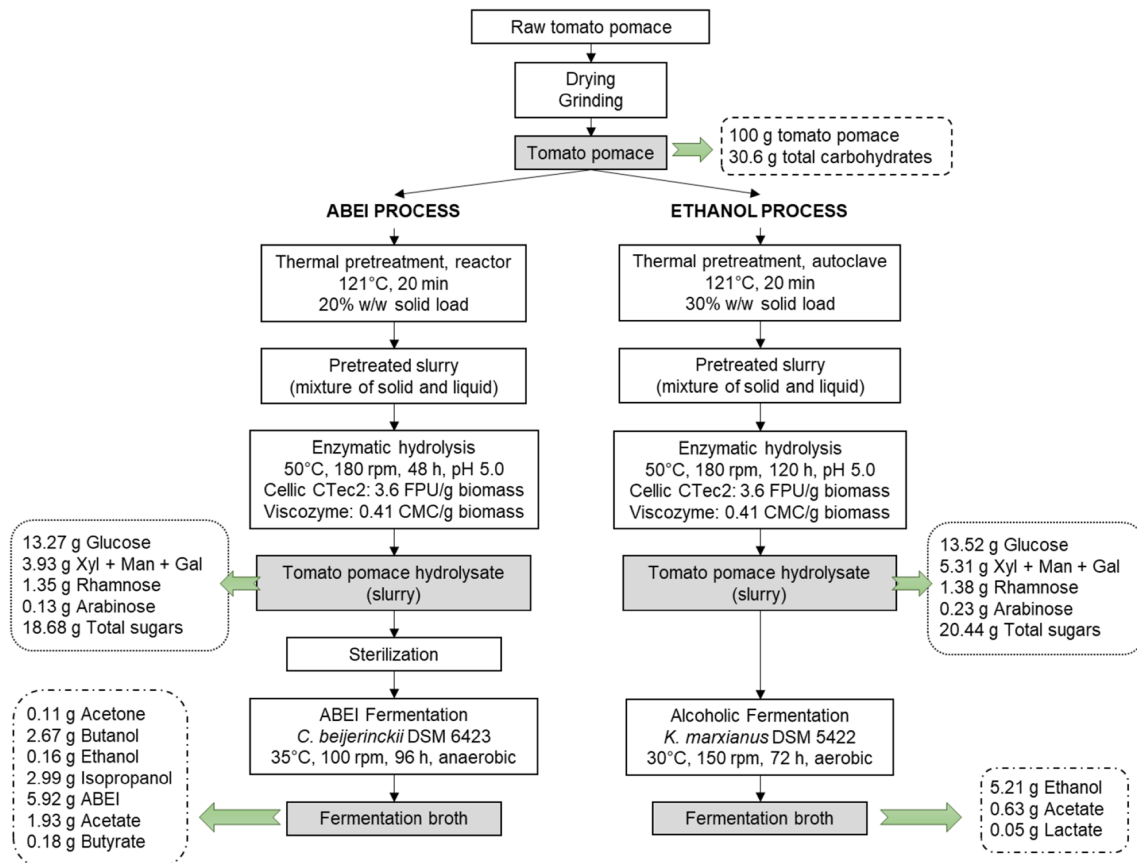 Raw tomato pomace
Drying
Grinding
Tomato pomace
100 g tomato pomace
30.6 g total carbohydrates
ABEI PROCESS
Thermal pretreatment, reactor
121°C, 20 min
20% w/w solid load
Pretreated slurry
(mixture of solid and liquid)
Enzymatic hydrolysis
50°C, 180 rpm, 48 h, pH 5.0
Cellic CTec2: 3.6 FPU/g biomass
Viscozyme: 0.41 CMC/g biomass
13.27 g Glucose
3.93 g Xyl + Man + Gal
1.35 g Rhamnose
0.13 g Arabinose
18.68 g Total sugars
Tomato pomace hydrolysate
(slurry)
Sterilization
ABEI Fermentation
C. beijerinckii DSM 6423
35°C, 100 rpm, 96 h, anaerobic
0.11 g Acetone
2.67 g Butanol
0.16 g Ethanol
2.99 g Isopropanol
5.92 g ABEI
1.93 g Acetate
0.18 g Butyrate
Fermentation broth
ETHANOL PROCESS
Thermal pretreatment, autoclave
121°C, 20 min
30% w/w solid load
Pretreated slurry
(mixture of solid and liquid)
Enzymatic hydrolysis
50°C, 180 rpm, 120 h, pH 5.0
Cellic CTec2: 3.6 FPU/g biomass
Viscozyme: 0.41 CMC/g biomass
Tomato pomace hydrolysate
(slurry)
13.52 g Glucose
5.31 g Xyl + Man + Gal
1.38 g Rhamnose
0.23 g Arabinose
20.44 g Total sugars
Alcoholic Fermentation
K. marxianus DSM 5422
30°C, 150 rpm, 72 h, aerobic
Fermentation broth
5.21 g Ethanol
0.63 g Acetate
0.05 g Lactate